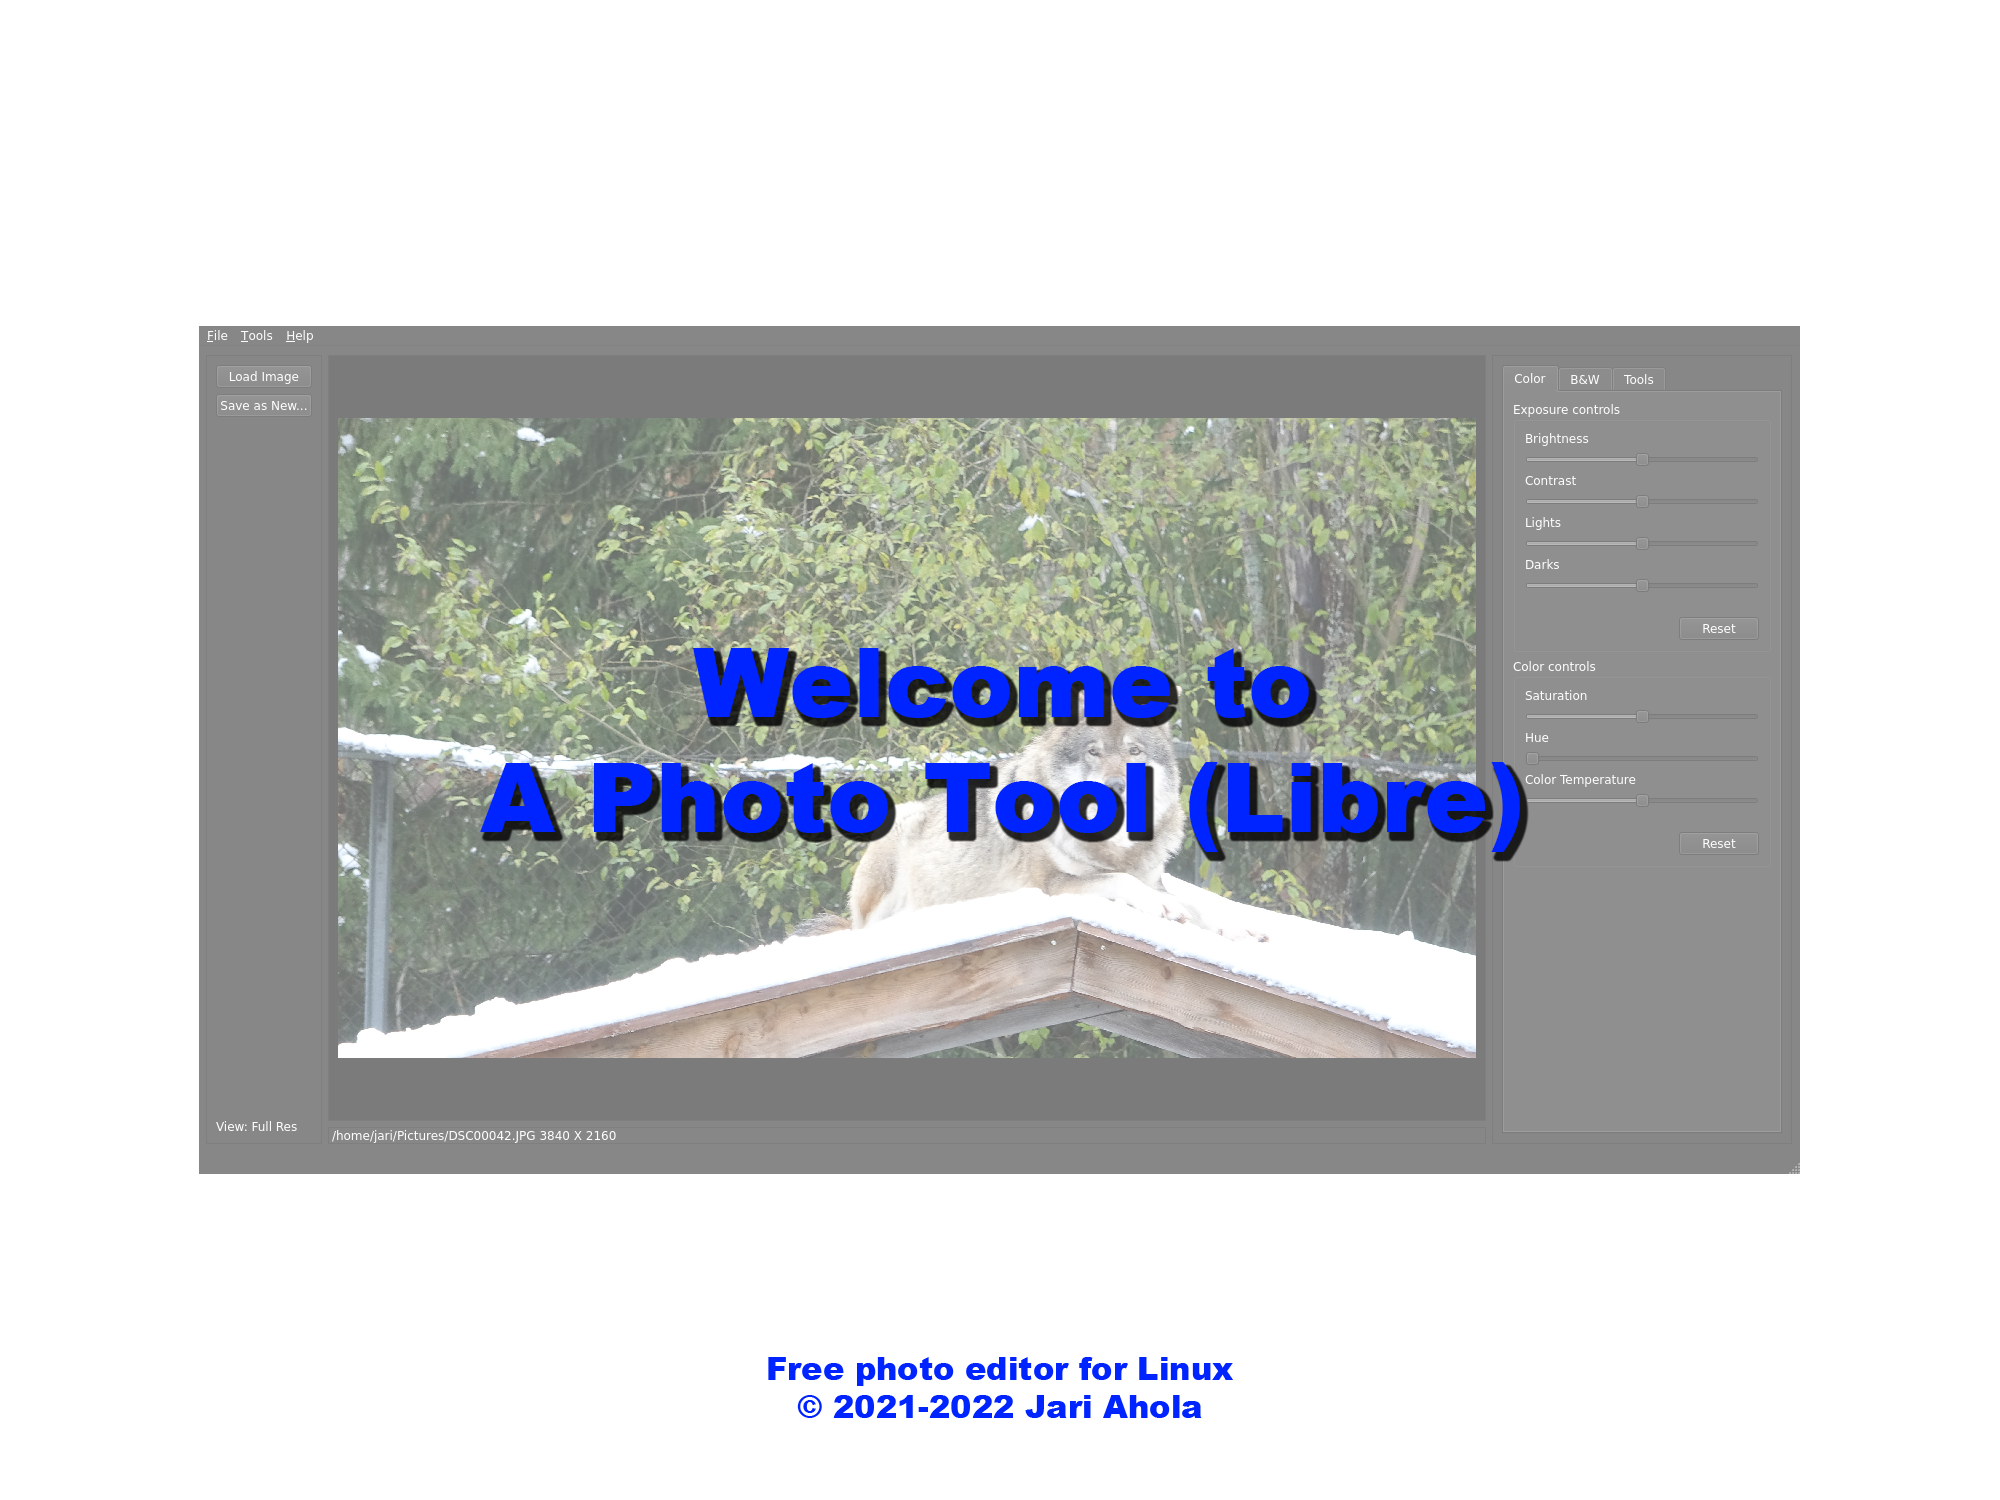 File Tools Help
Load Image
Save as New...
Color B&W Tools
Exposure controls
Brightness
Contrast
Lights
Darks
Reset
Color controls
Saturation
Hue
Color Temperature
Reset
Welcome to
A Photo Tool (Libre)
View: Full Res
/home/jari/Pictures/DSC00042.JPG 3840 X 2160
Free photo editor for Linux
© 2021-2022 Jari Ahola